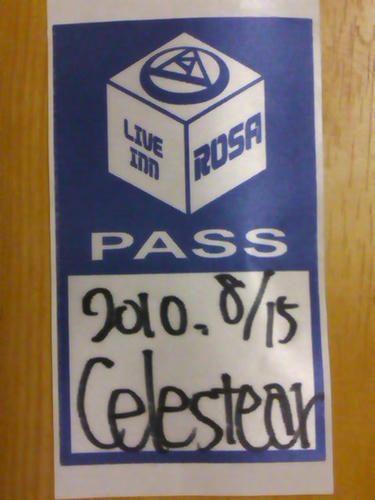 LIVE
INN
ROSA
PASS
2010. 8/15
Celestear